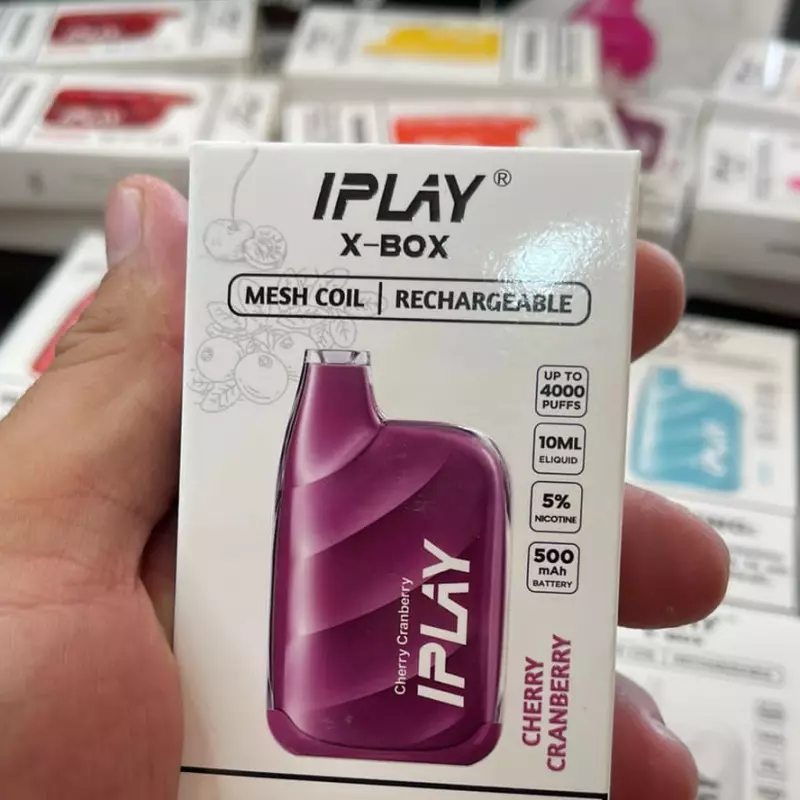 IPLAY®
X-BOX
MESH COIL | RECHARGEABLE
UP TO
4000
PUFFS
10ML
ELIQUID
5%
NICOTINE
500
mAh
BATTERY
Cherry Cranberry
IPLAY
CHERRY
CRANBERRY